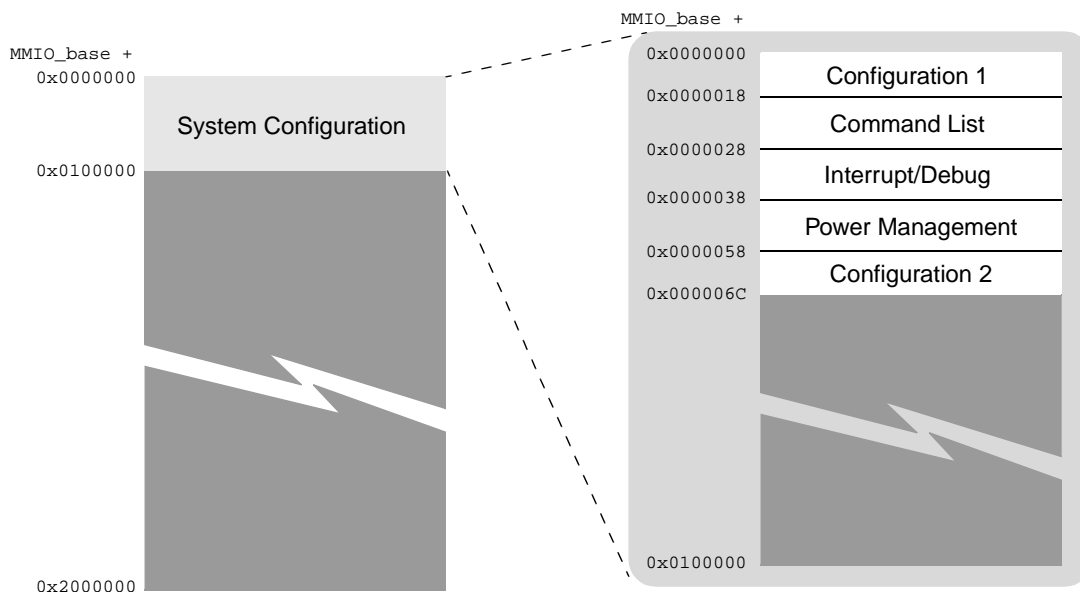 MMIO_base +
0x0000000
System Configuration
0x0100000
0x2000000
MMIO_base +
0x0000000
Configuration 1
0x0000018
Command List
0x0000028
Interrupt/Debug
0x0000038
Power Management
0x0000058
Configuration 2
0x000006C
0x0100000